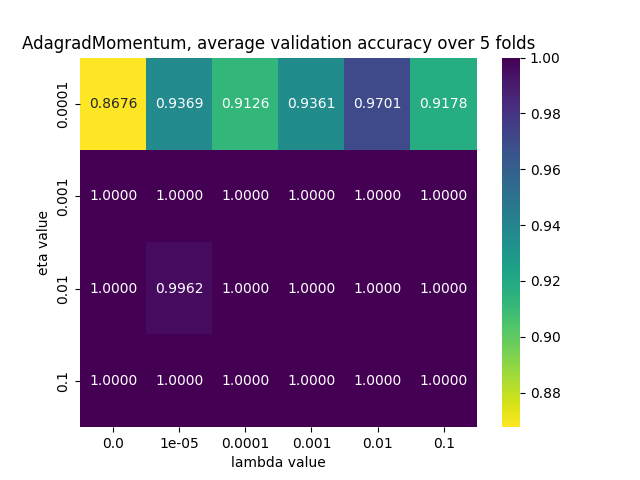 AdagradMomentum, average validation accuracy over 5 folds
eta value
0.0001 0.8676 0.9369 0.9126 0.9361 0.9701 0.9178
0.001 1.0000 1.0000 1.0000 1.0000 1.0000 1.0000
0.01 1.0000 0.9962 1.0000 1.0000 1.0000 1.0000
0.1 1.0000 1.0000 1.0000 1.0000 1.0000 1.0000
0.0 1e-05 0.0001 0.001 0.01 0.1
lambda value
1.00
0.98
0.96
0.94
0.92
0.90
0.88